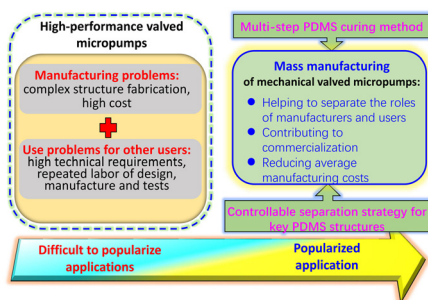 High-performance valved
micropumps
Manufacturing problems:
complex structure fabrication,
high cost
Use problems for other users:
high technical requirements,
repeated labor of design,
manufacture and tests
Multi-step PDMS curing method
Mass manufacturing
of mechanical valved micropumps:
Helping to separate the roles
of manufacturers and users
Contributing to
commercialization
Reducing average
manufacturing costs
Controllable separation strategy for
key PDMS structures
Difficult to popularize
applications
Popularized
application